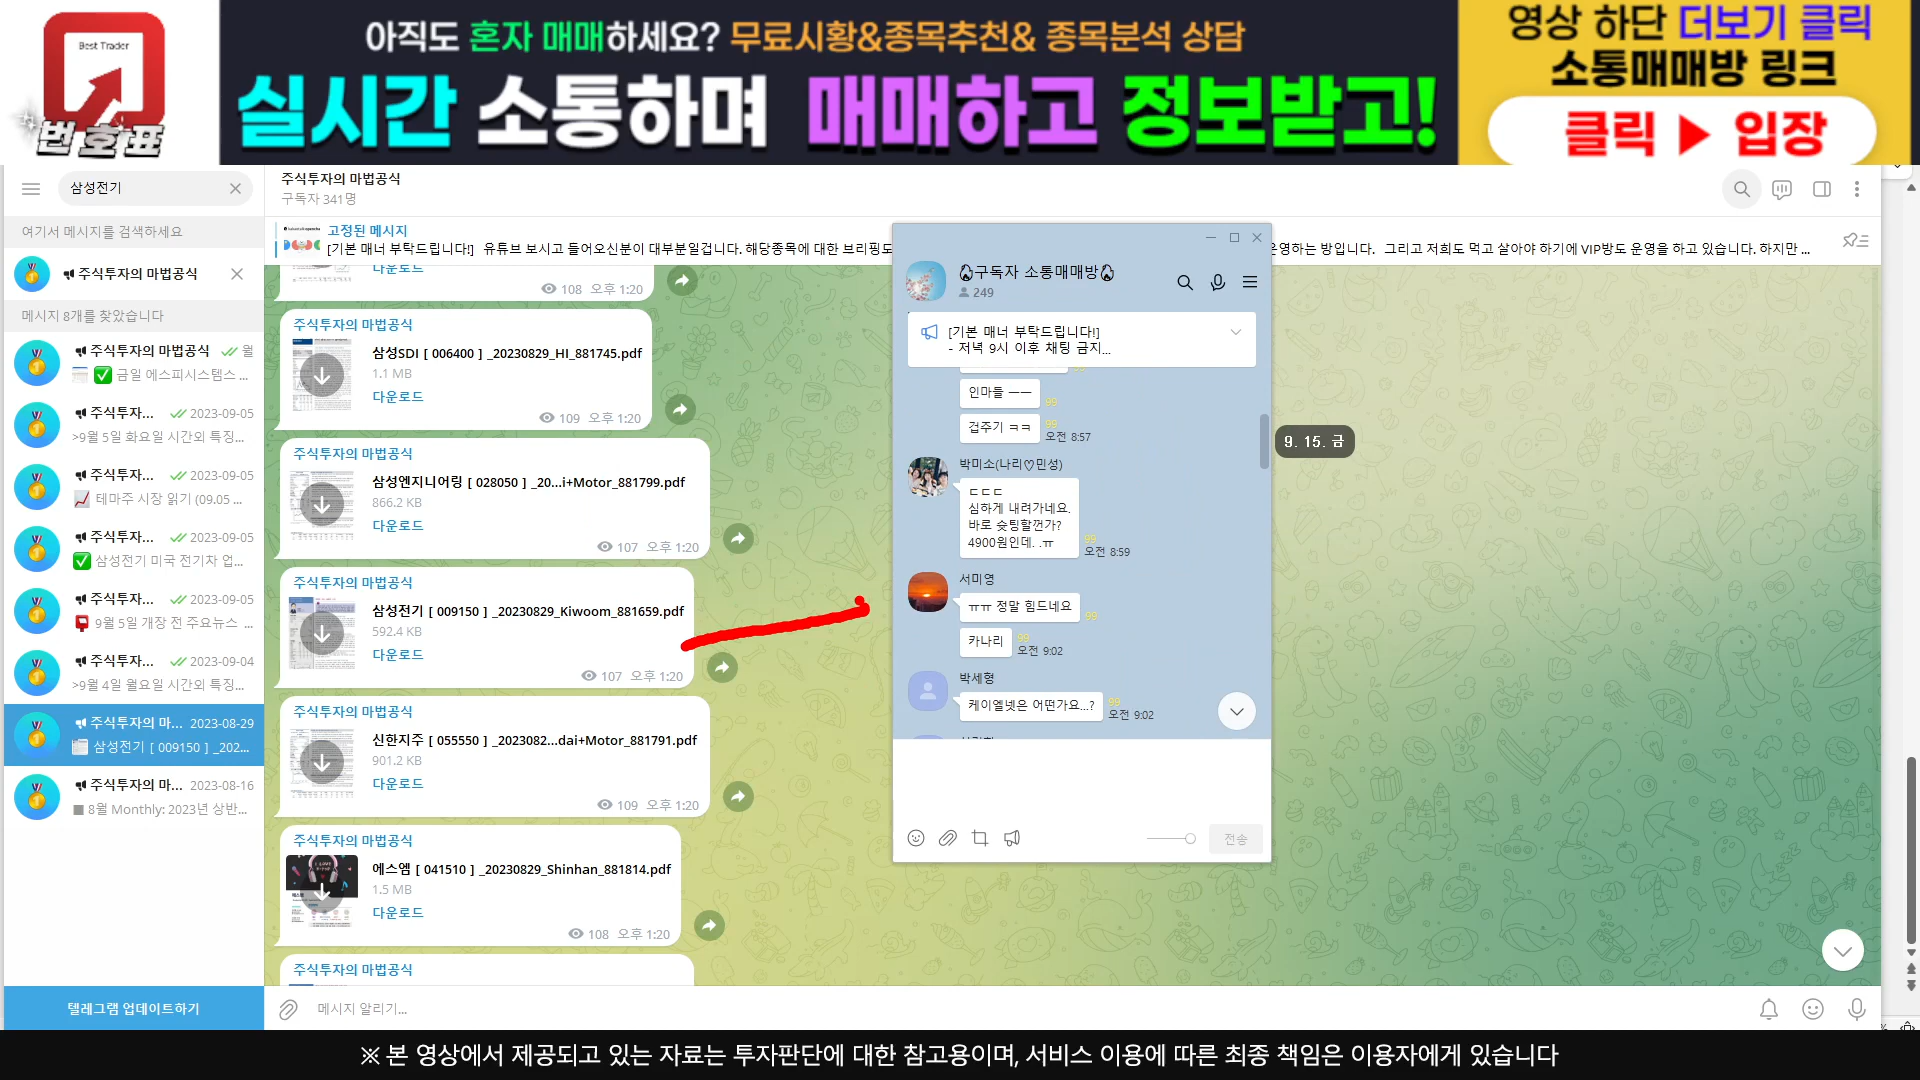 Best Trader
번호표
아직도 혼자 매매하세요? 무료시황&종목추천& 종목분석 상담
실시간 소통하며 매매하고 정보받고!
영상 하단 더보기 클릭
소통매매방 링크
클릭 ▶ 입장
삼성전기
여기서 메시지를 검색하세요
주식투자의 마법공식
메시지 8개를 찾았습니다
주식투자의 마법공식 월
금일 에스피시스템스 ...
주식투자... 2023-09-05
>9월 5일 화요일 시간외 특징...
주식투자... 2023-09-05
테마주 시장 읽기 (09.05 ...
주식투자... 2023-09-05
삼성전기 미국 전기차 업...
주식투자... 2023-09-05
9월 5일 개장 전 주요뉴스 ...
주식투자... 2023-09-04
>9월 4일 월요일 시간외 특징...
주식투자의 마... 2023-08-29
삼성전기 [ 009150 ] _202...
주식투자의 마... 2023-08-16
■ 8월 Monthly: 2023년 상반...
텔레그램 업데이트하기
주식투자의 마법공식
구독자 341명
고정된 메시지
[기본 매너 부탁드립니다!] 유튜브 보시고 들어오신분이 대부분일겁니다. 해당종목에 대한 브리핑도
운영하는 방입니다. 그리고 저희도 먹고 살아야 하기에 VIP방도 운영을 하고 있습니다. 하지만 ...
다운로드
108 오후 1:20
주식투자의 마법공식
삼성SDI [ 006400 ] _20230829_HI_881745.pdf
1.1 MB
다운로드
109 오후 1:20
주식투자의 마법공식
삼성엔지니어링 [ 028050 ] _20...i+Motor_881799.pdf
866.2 KB
다운로드
107 오후 1:20
주식투자의 마법공식
삼성전기 [ 009150 ] _20230829_Kiwoom_881659.pdf
592.4 KB
다운로드
107 오후 1:20
주식투자의 마법공식
신한지주 [ 055550 ] _2023082...dai+Motor_881791.pdf
901.2 KB
다운로드
109 오후 1:20
주식투자의 마법공식
에스엠 [ 041510 ] _20230829_Shinhan_881814.pdf
1.5 MB
다운로드
108 오후 1:20
주식투자의 마법공식
메시지 알리기...
구독자 소통매매방
249
[기본 매너 부탁드립니다!]
- 저녁 9시 이후 채팅 금지...
인마들 ㅡㅡ
99
겁주기 ㅋㅋ
99
오전 8:57
박미소(나리♡민성)
ㄷㄷㄷ
심하게 내려가네요.
바로 슛팅할껀가?
4900원인데. .ㅠ
99
오전 8:59
서미영
ㅠㅠ 정말 힘드네요
99
카나리
99
오전 9:02
박세형
케이엘넷은 어떤가요...?
99
오전 9:02
전송
9. 15. 금
※ 본 영상에서 제공되고 있는 자료는 투자판단에 대한 참고용이며, 서비스 이용에 따른 최종 책임은 이용자에게 있습니다